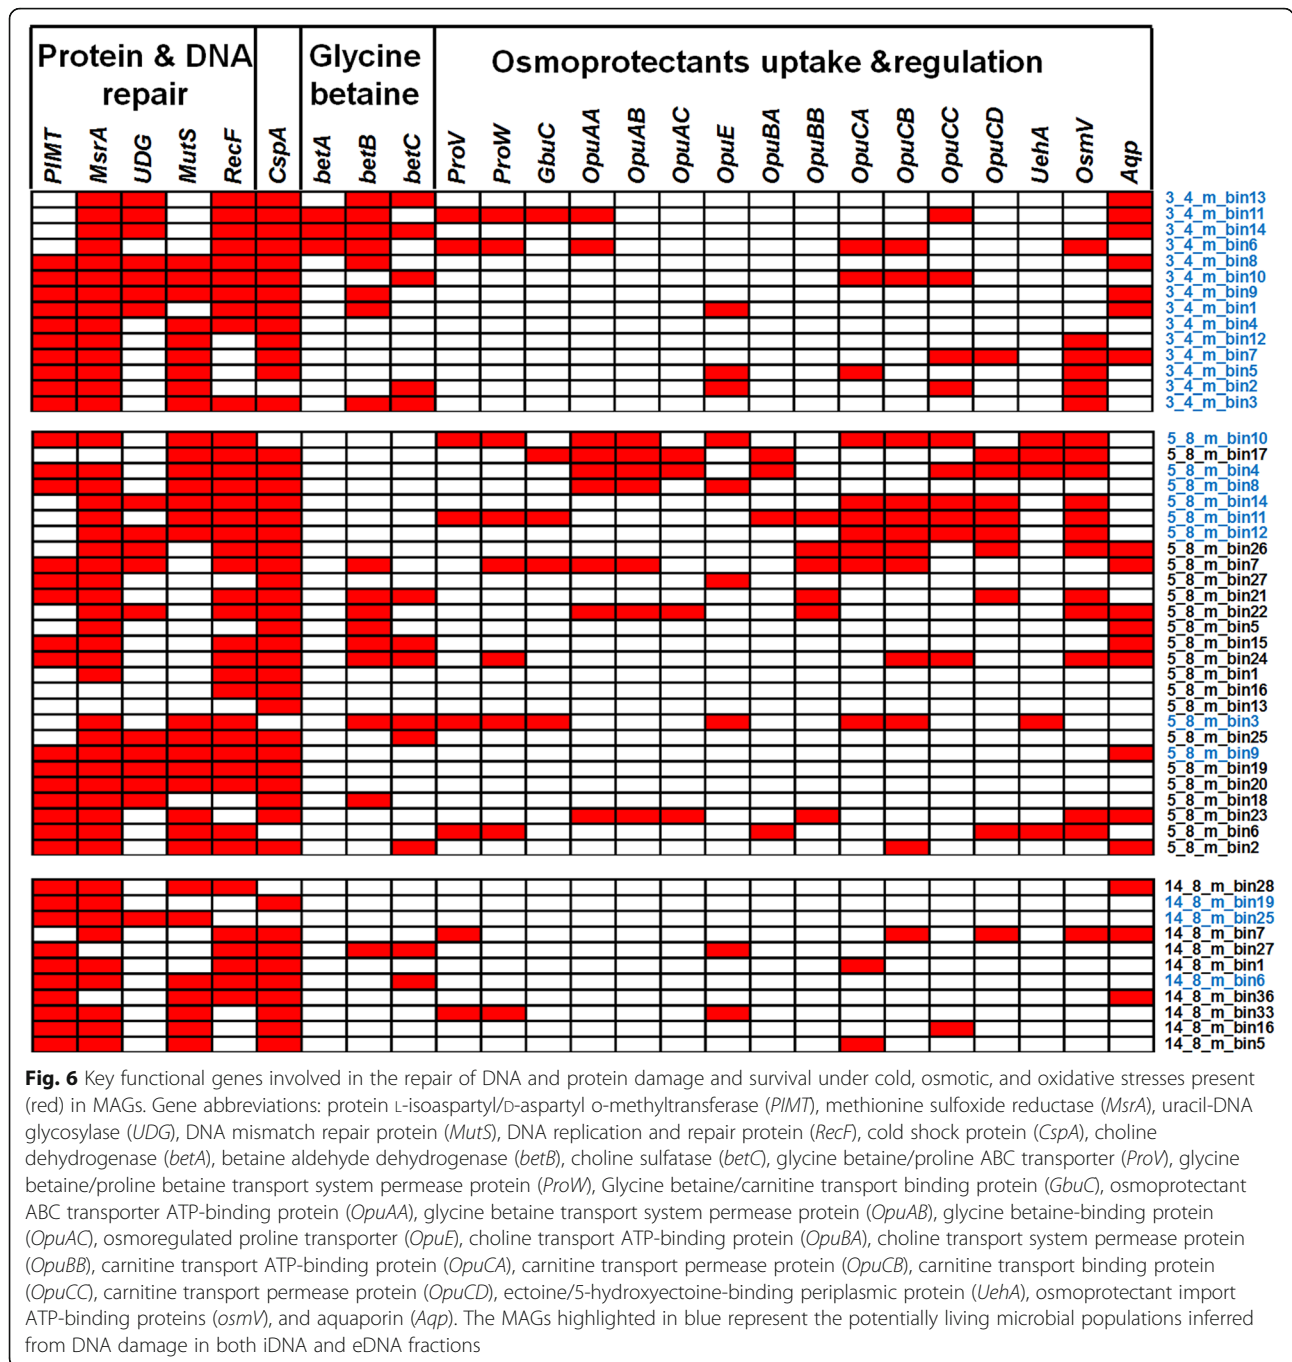 Protein & DNA repair
Glycine betaine
Osmoprotectants uptake &regulation
PIMT
MsrA
UDG
MutS
RecF
CspA
betA
betB
betC
ProV
ProW
GbuC
OpuAA
OpuAB
OpuAC
OpuE
OpuBA
OpuBB
OpuCA
OpuCB
OpuCC
OpuCD
UehA
OsmV
Aqp
3_4_m_bin13
3_4_m_bin11
3_4_m_bin14
3_4_m_bin6
3_4_m_bin8
3_4_m_bin10
3_4_m_bin9
3_4_m_bin1
3_4_m_bin4
3_4_m_bin12
3_4_m_bin7
3_4_m_bin5
3_4_m_bin2
3_4_m_bin3
5_8_m_bin10
5_8_m_bin17
5_8_m_bin4
5_8_m_bin8
5_8_m_bin14
5_8_m_bin11
5_8_m_bin12
5_8_m_bin26
5_8_m_bin7
5_8_m_bin27
5_8_m_bin21
5_8_m_bin22
5_8_m_bin5
5_8_m_bin15
5_8_m_bin24
5_8_m_bin1
5_8_m_bin16
5_8_m_bin13
5_8_m_bin3
5_8_m_bin25
5_8_m_bin9
5_8_m_bin19
5_8_m_bin20
5_8_m_bin18
5_8_m_bin23
5_8_m_bin6
5_8_m_bin2
14_8_m_bin28
14_8_m_bin19
14_8_m_bin25
14_8_m_bin7
14_8_m_bin27
14_8_m_bin1
14_8_m_bin6
14_8_m_bin36
14_8_m_bin33
14_8_m_bin16
14_8_m_bin5
Fig. 6 Key functional genes involved in the repair of DNA and protein damage and survival under cold, osmotic, and oxidative stresses present
(red) in MAGs. Gene abbreviations: protein L-isoaspartyl/D-aspartyl O-methyltransferase (PIMT), methionine sulfoxide reductase (MsrA), uracil-DNA
glycosylase (UDG), DNA mismatch repair protein (MutS), DNA replication and repair protein (RecF), cold shock protein (CspA), choline
dehydrogenase (betA), betaine aldehyde dehydrogenase (betB), choline sulfatase (betC), glycine betaine/proline ABC transporter (ProV), glycine
betaine/proline betaine transport system permease protein (ProW), Glycine betaine/carnitine transport binding protein (GbuC), osmoprotectant
ABC transporter ATP-binding protein (OpuAA), glycine betaine transport system permease protein (OpuAB), glycine betaine-binding protein
(OpuAC), osmoregulated proline transporter (OpuE), choline transport ATP-binding protein (OpuBA), choline transport system permease protein
(OpuBB), carnitine transport ATP-binding protein (OpuCA), carnitine transport permease protein (OpuCB), carnitine transport binding protein
(OpuCC), carnitine transport permease protein (OpuCD), ectoine/5-hydroxyectoine-binding periplasmic protein (UehA), osmoprotectant import
ATP-binding proteins (osmV), and aquaporin (Aqp). The MAGs highlighted in blue represent the potentially living microbial populations inferred
from DNA damage in both iDNA and eDNA fractions